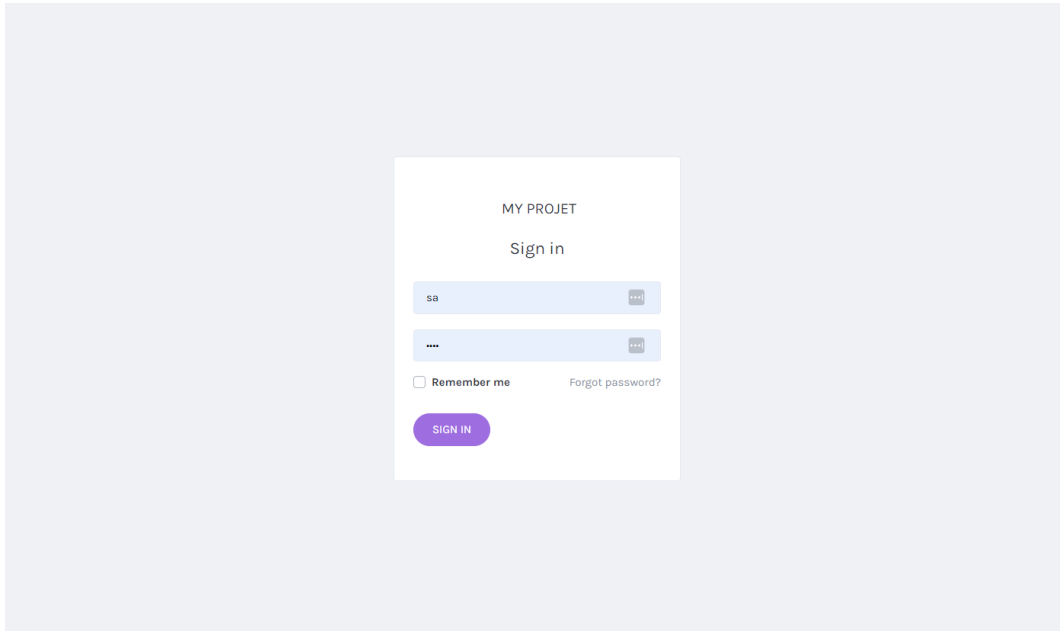 MY PROJET
Sign in
sa
••••
Remember me
Forgot password?
SIGN IN